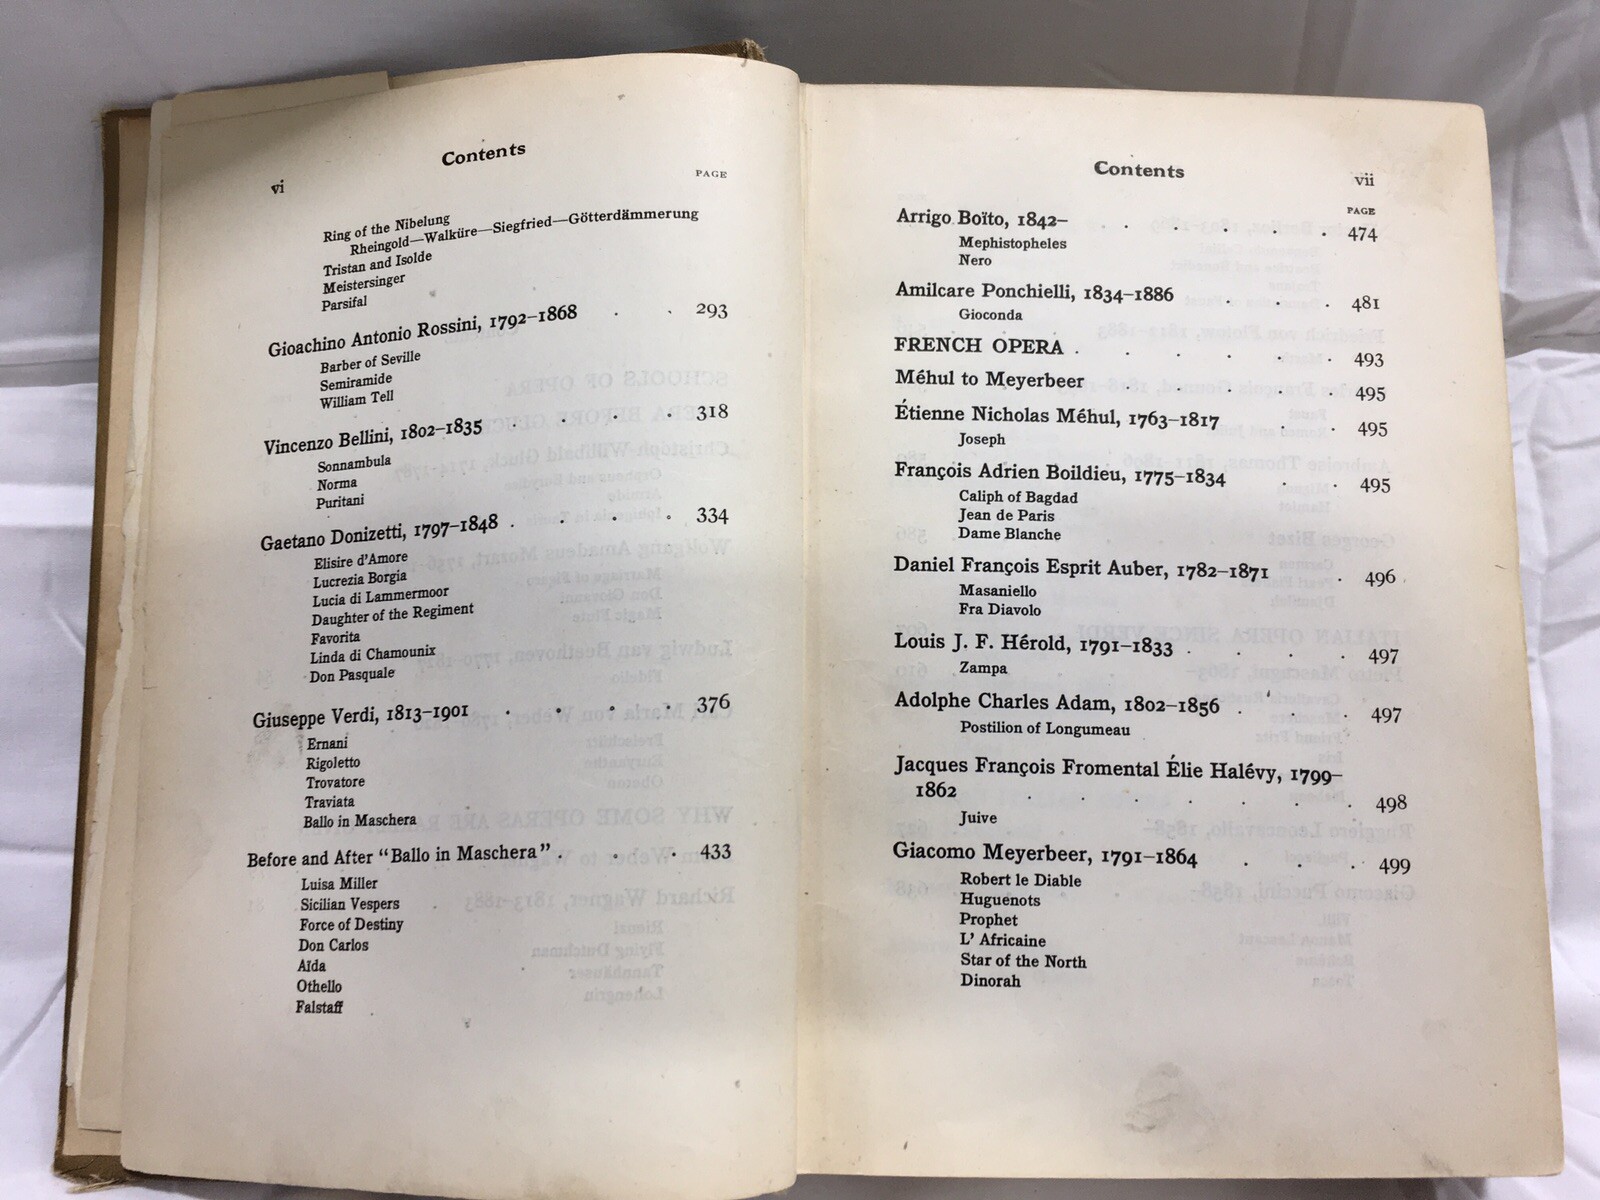 Contents
vi
PAGE
Ring of the Nibelung
Rheingold—Walküre—Siegfried—Götterdämmerung
Tristan and Isolde
Meistersinger
Parsifal
Gioachino Antonio Rossini, 1792–1868 . . 293
Barber of Seville
Semiramide
William Tell
Vincenzo Bellini, 1802–1835 . . . . 318
Sonnambula
Norma
Puritani
Gaetano Donizetti, 1797–1848 . . . . 334
Elisire d'Amore
Lucrezia Borgia
Lucia di Lammermoor
Daughter of the Regiment
Favorita
Linda di Chamounix
Don Pasquale
Giuseppe Verdi, 1813–1901 . . . . 376
Ernani
Rigoletto
Trovatore
Traviata
Ballo in Maschera
Before and After "Ballo in Maschera" . . . 433
Luisa Miller
Sicilian Vespers
Force of Destiny
Don Carlos
Aïda
Othello
Falstaff
Contents
vii
PAGE
Arrigo Boïto, 1842– . . . . . 474
Mephistopheles
Nero
Amilcare Ponchielli, 1834–1886 . . . 481
Gioconda
FRENCH OPERA . . . . . . 493
Méhul to Meyerbeer . . . . . 495
Étienne Nicholas Méhul, 1763–1817 . . 495
Joseph
François Adrien Boildieu, 1775–1834 . . 495
Caliph of Bagdad
Jean de Paris
Dame Blanche
Daniel François Esprit Auber, 1782–1871 . 496
Masaniello
Fra Diavolo
Louis J. F. Hérold, 1791–1833 . . . . 497
Zampa
Adolphe Charles Adam, 1802–1856 . . . 497
Postilion of Longumeau
Jacques François Fromental Élie Halévy, 1799–
1862 . . . . . . . 498
Juive
Giacomo Meyerbeer, 1791–1864 . . . 499
Robert le Diable
Huguenots
Prophet
L' Africaine
Star of the North
Dinorah